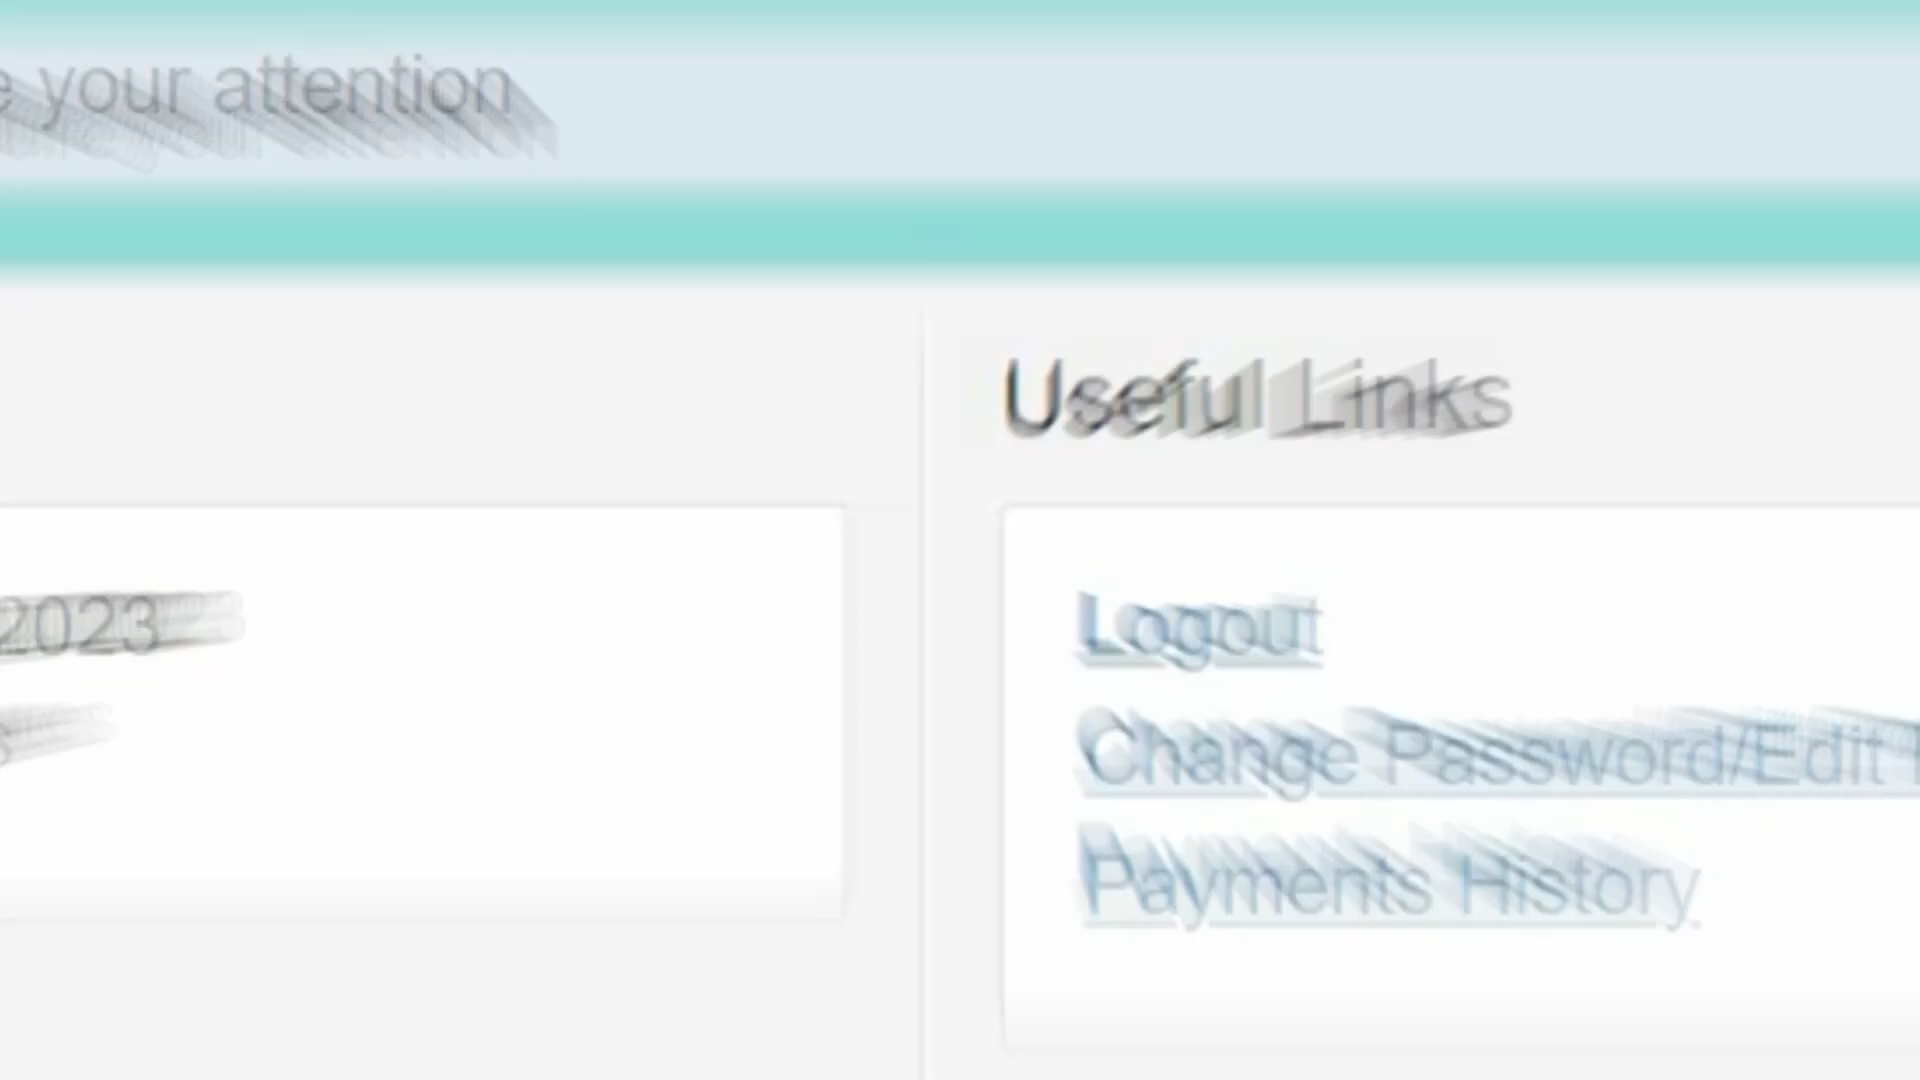 your attention
Useful Links
2023
Logout
Change Password/Edit
Payments History